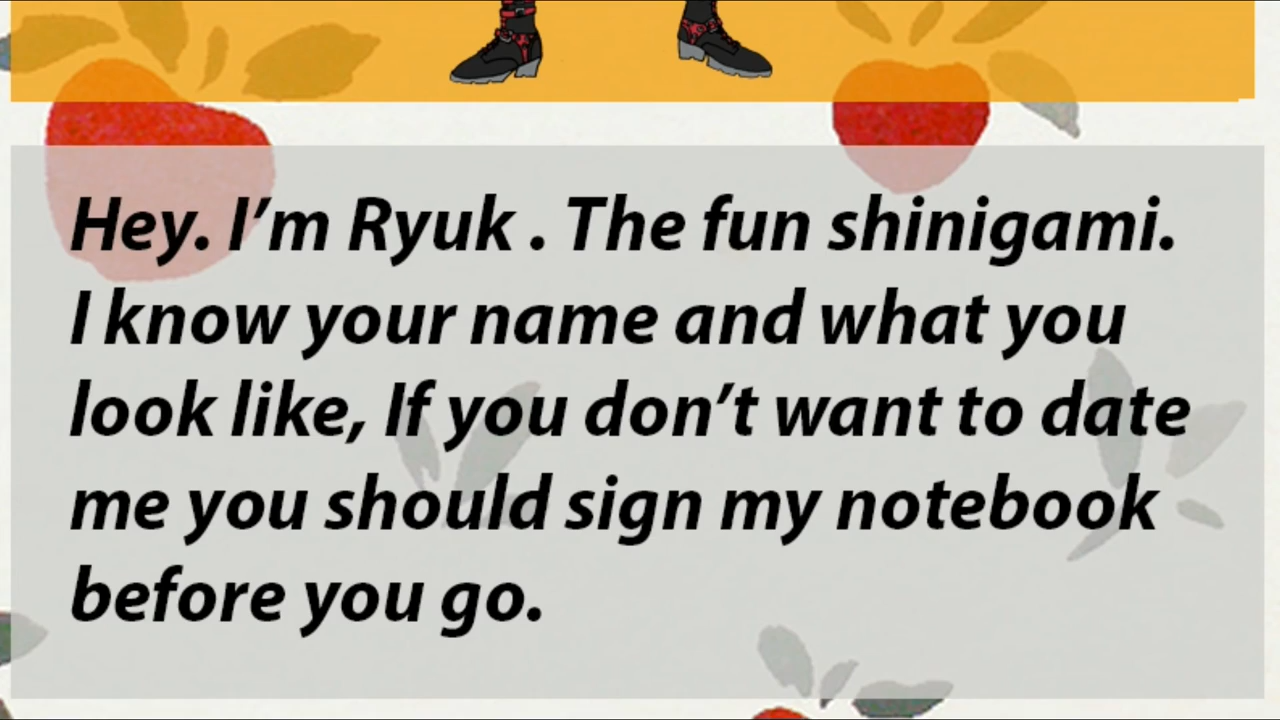 Hey. I’m Ryuk . The fun shinigami.
I know your name and what you
look like, If you don’t want to date
me you should sign my notebook
before you go.